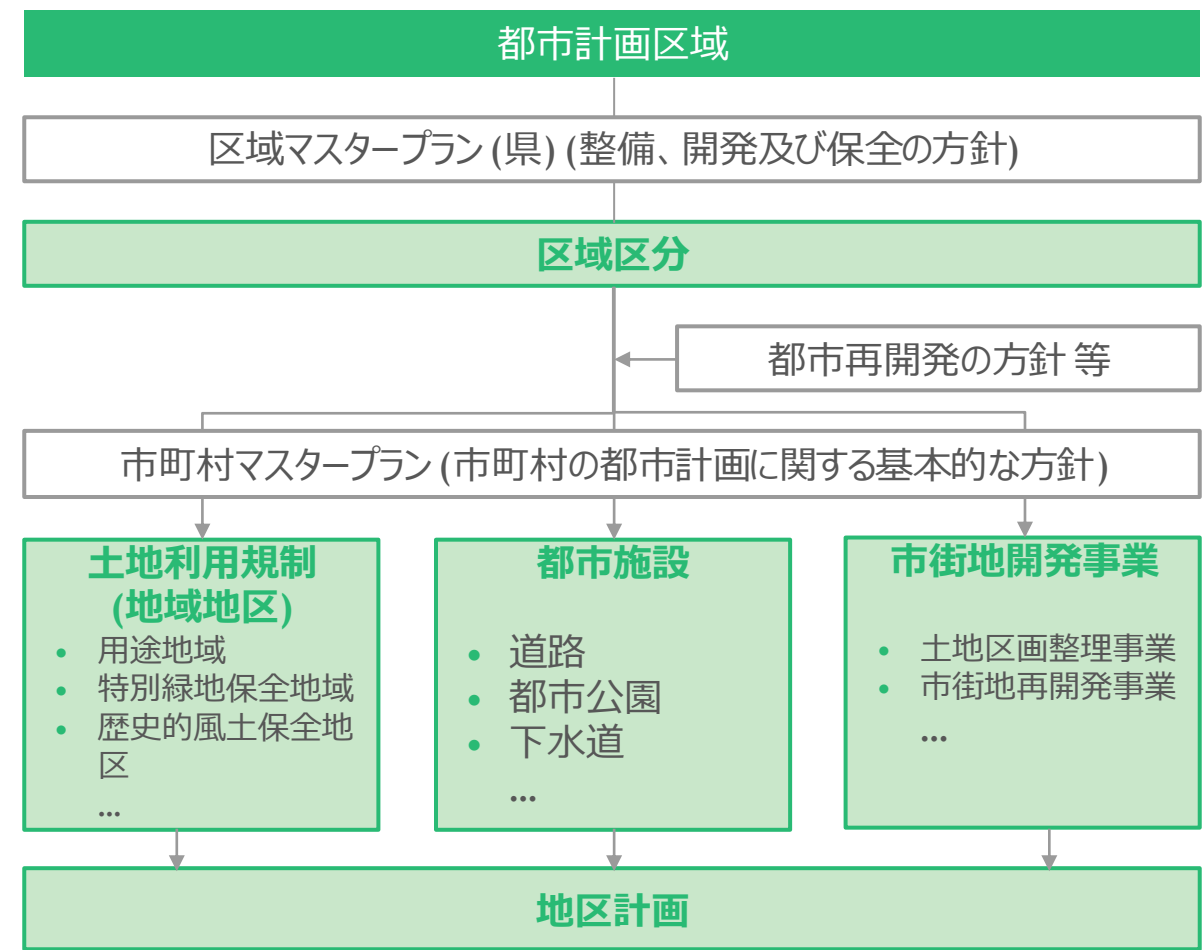 都市計画区域
区域マスタープラン (県) (整備、開発及び保全の方針)
区域区分
都市再開発の方針 等
市町村マスタープラン (市町村の都市計画に関する基本的な方針)
土地利用規制
(地域地区)
• 用途地域
• 特別緑地保全地域
• 歴史的風土保全地
区
...
都市施設
• 道路
• 都市公園
• 下水道
...
市街地開発事業
• 土地区画整理事業
• 市街地再開発事業
...
地区計画